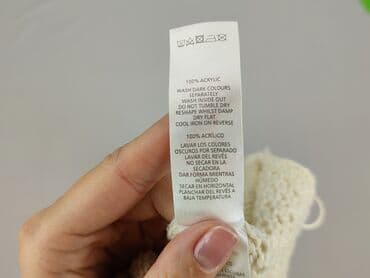 100% ACRYLIC
WASH DARK COLOURS
SEPARATELY
WASH INSIDE OUT
DO NOT TUMBLE DRY
RESHAPE WHILST DAMP
DRY FLAT
COOL IRON ON REVERSE
100% ACRÍLICO
LAVAR LOS COLORES
OSCUROS POR SEPARADO
LAVAR DEL REVÉS
NO SECAR EN LA
SECADORA
DAR FORMA MIENTRAS
HÚMEDO
SECAR EN HORIZONTAL
PLANCHAR DEL REVÉS A
BAJA TEMPERATURA